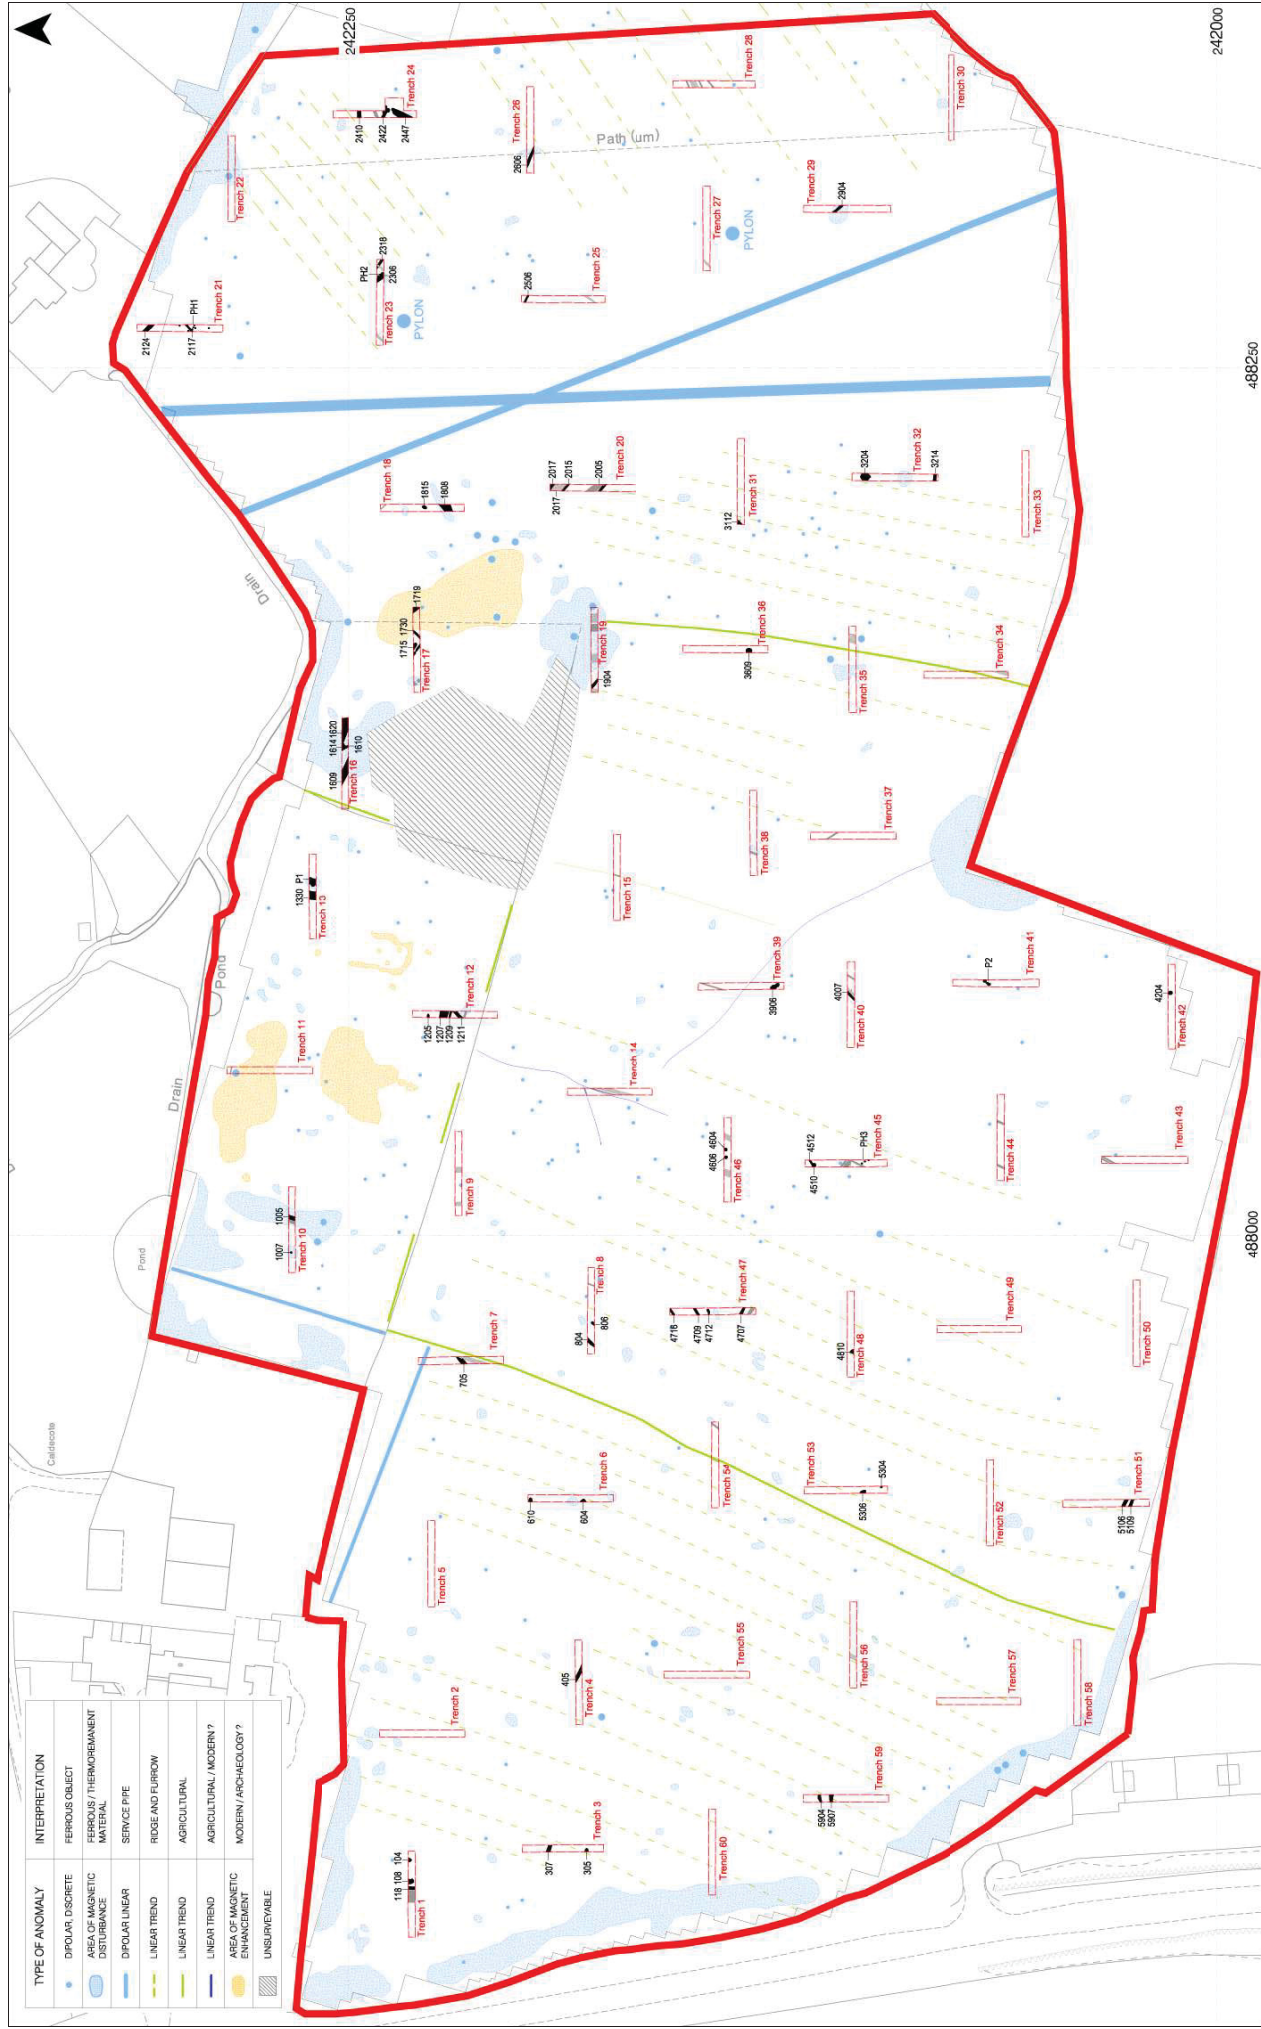 TYPE OF ANOMALY
INTERPRETATION
DIPOLAR, DISCRETE
FERROUS OBJECT
AREA OF MAGNETIC
DISTURBANCE
FERROUS / THERMOREMANENT
MATERIAL
DIPOLAR LINEAR
SERVICE PIPE
LINEAR TREND
RIDGE AND FURROW
LINEAR TREND
AGRICULTURAL
LINEAR TREND
AGRICULTURAL / MODERN ?
AREA OF MAGNETIC
ENHANCEMENT
MODERN / ARCHAEOLOGY ?
UNSURVEYABLE
Caldecote
Pond
Drain
Pond
Drain
Path (um)
PYLON
PYLON
242250
242000
488250
488000
118 108 104
Trench 1
Trench 2
307
305
Trench 3
405
Trench 4
Trench 5
610
604
Trench 6
705
Trench 7
804
806
Trench 8
Trench 9
1007
1005
Trench 10
Trench 11
1205
1207
1209
1211
Trench 12
1330 P1
Trench 13
Trench 14
Trench 15
1609
1614 1620
1610
Trench 16
1715 1730
1719
Trench 17
Trench 18
1815
1808
1904
Trench 19
2017
2017
2015
2005
Trench 20
2124
2117
PH1
Trench 21
Trench 22
PH2
2318
2306
Trench 23
2410
2422
2447
Trench 24
2506
Trench 25
2606
Trench 26
Trench 27
Trench 28
Trench 29
2904
Trench 30
3112
Trench 31
3204
3214
Trench 32
Trench 33
Trench 34
Trench 35
3609
Trench 36
Trench 37
Trench 38
3906
Trench 39
4007
Trench 40
P2
Trench 41
4204
Trench 42
Trench 43
Trench 44
4512
4510
PH3
Trench 45
4606 4604
Trench 46
4716
4709
4712
4707
Trench 47
4810
Trench 48
Trench 49
Trench 50
5106
5109
Trench 51
Trench 52
Trench 53
5306
5304
Trench 54
Trench 55
Trench 56
Trench 57
Trench 58
5904
5907
Trench 59
Trench 60